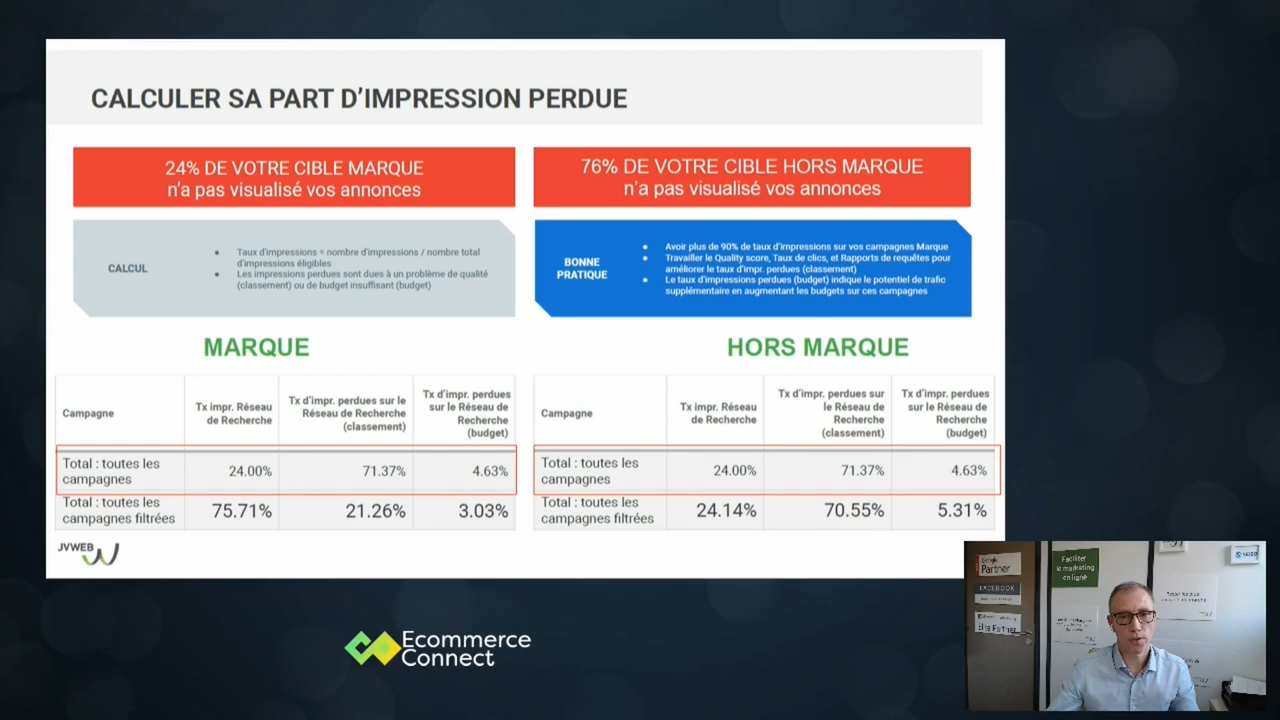 CALCULER SA PART D'IMPRESSION PERDUE
24% DE VOTRE CIBLE MARQUE
n'a pas visualisé vos annonces
76% DE VOTRE CIBLE HORS MARQUE
n'a pas visualisé vos annonces
CALCUL
• Taux d'impressions = nombre d'impressions / nombre total
d'impressions éligibles
• Les impressions perdues sont dues à un problème de qualité
(classement) ou de budget insuffisant (budget)
BONNE
PRATIQUE
• Avoir plus de 90% de taux d'impressions sur vos campagnes Marque
• Travailler le Quality score, Taux de clics, et Rapports de requêtes pour
améliorer le taux d'impr. perdues (classement)
• Le taux d'impressions perdues (budget) indique le potentiel de trafic
supplémentaire en augmentant les budgets sur ces campagnes
MARQUE
Campagne
Tx impr. Réseau
de Recherche
Tx d'impr. perdues sur le
Réseau de Recherche
(classement)
Tx d'impr. perdues
sur le Réseau de
Recherche
(budget)
Total : toutes les
campagnes
24.00%
71.37%
4.63%
Total : toutes les
campagnes filtrées
75.71%
21.26%
3.03%
HORS MARQUE
Campagne
Tx impr. Réseau
de Recherche
Tx d'impr. perdues sur
le Réseau de
Recherche
(classement)
Tx d'impr. perdues
sur le Réseau de
Recherche
(budget)
Total : toutes les
campagnes
24.00%
71.37%
4.63%
Total : toutes les
campagnes filtrées
24.14%
70.55%
5.31%
JVWEB
Ecommerce
Connect
Google
Partner
FACEBOOK
Elite Partner
Faciliter
le marketing
en ligne